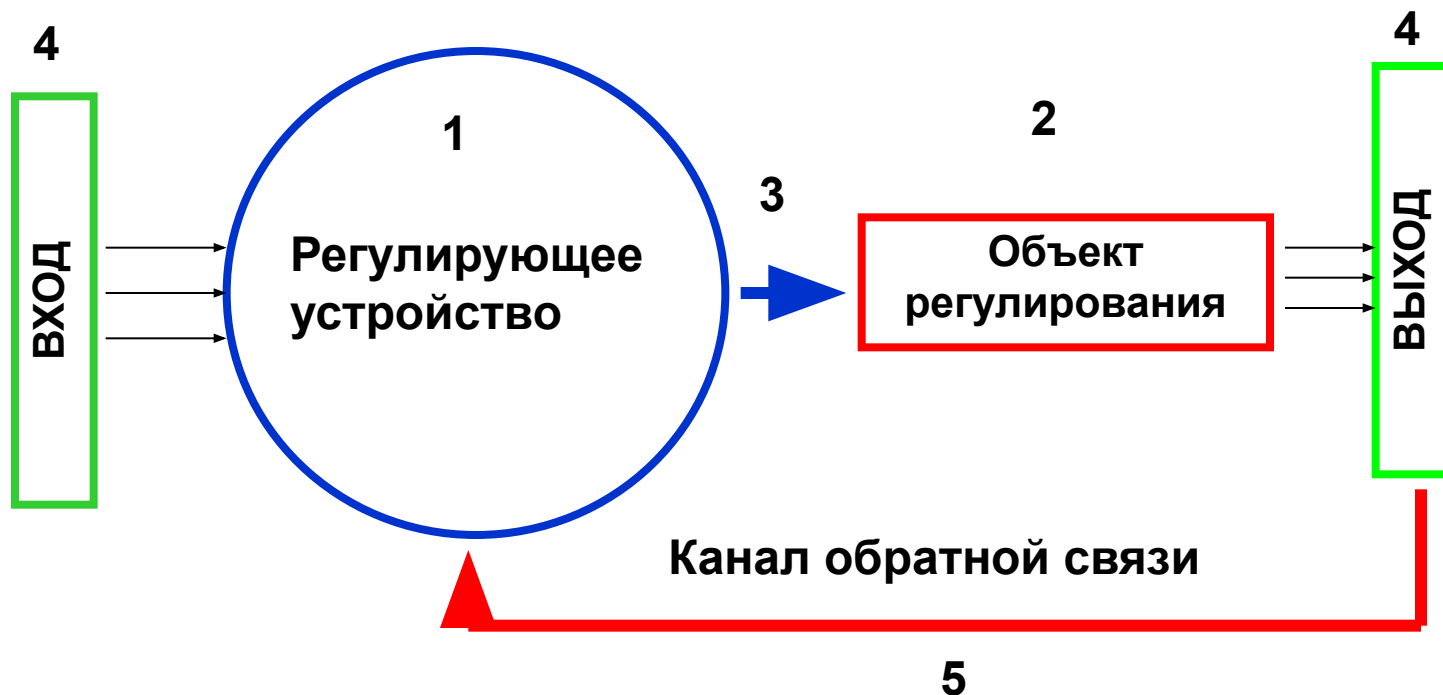 4
4
1
2
3
ВХОД
Регулирующее
устройство
Объект
регулирования
ВЫХОД
Канал обратной связи
5